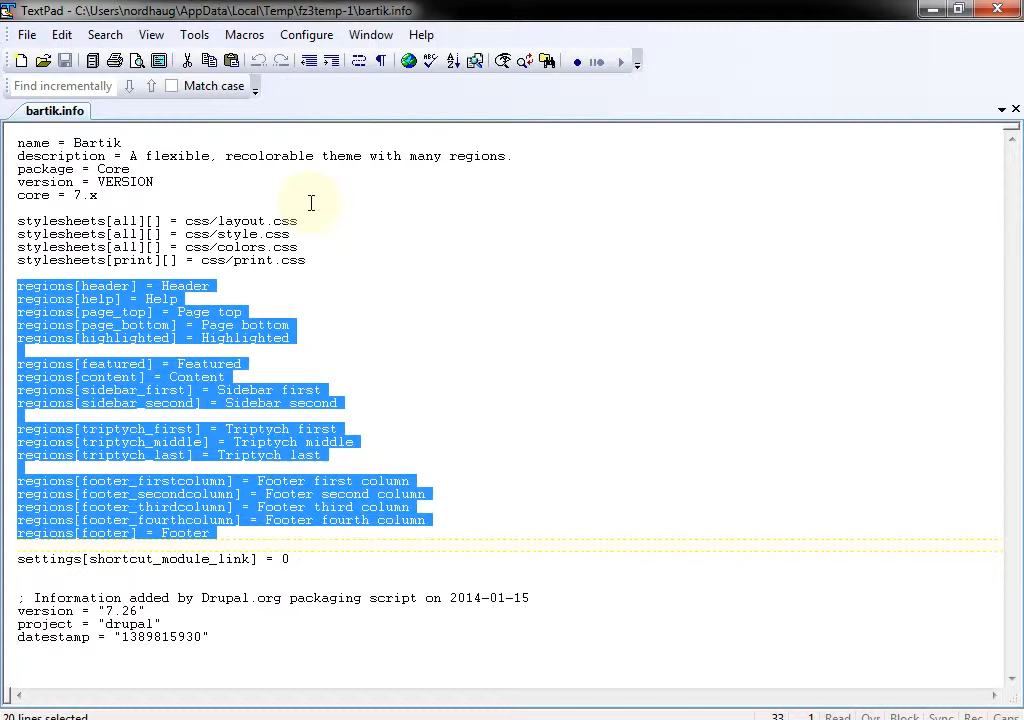 TextPad - C:\Users\nordhaug\AppData\Local\Temp\fz3temp-1\bartik.info
File Edit Search View Tools Macros Configure Window Help
Find incrementally Match case
bartik.info
name = Bartik
description = A flexible, recolorable theme with many regions.
package = Core
version = VERSION
core = 7.x
stylesheets[all][] = css/layout.css
stylesheets[all][] = css/style.css
stylesheets[all][] = css/colors.css
stylesheets[print][] = css/print.css
regions[header] = Header
regions[help] = Help
regions[page_top] = Page top
regions[page_bottom] = Page bottom
regions[highlighted] = Highlighted
regions[featured] = Featured
regions[content] = Content
regions[sidebar_first] = Sidebar first
regions[sidebar_second] = Sidebar second
regions[triptych_first] = Triptych first
regions[triptych_middle] = Triptych middle
regions[triptych_last] = Triptych last
regions[footer_firstcolumn] = Footer first column
regions[footer_secondcolumn] = Footer second column
regions[footer_thirdcolumn] = Footer third column
regions[footer_fourthcolumn] = Footer fourth column
regions[footer] = Footer
settings[shortcut_module_link] = 0
; Information added by Drupal.org packaging script on 2014-01-15
version = "7.26"
project = "drupal"
datestamp = "1389815930"
20 lines selected 33 1 Read Ovr Block Sync Rec Caps